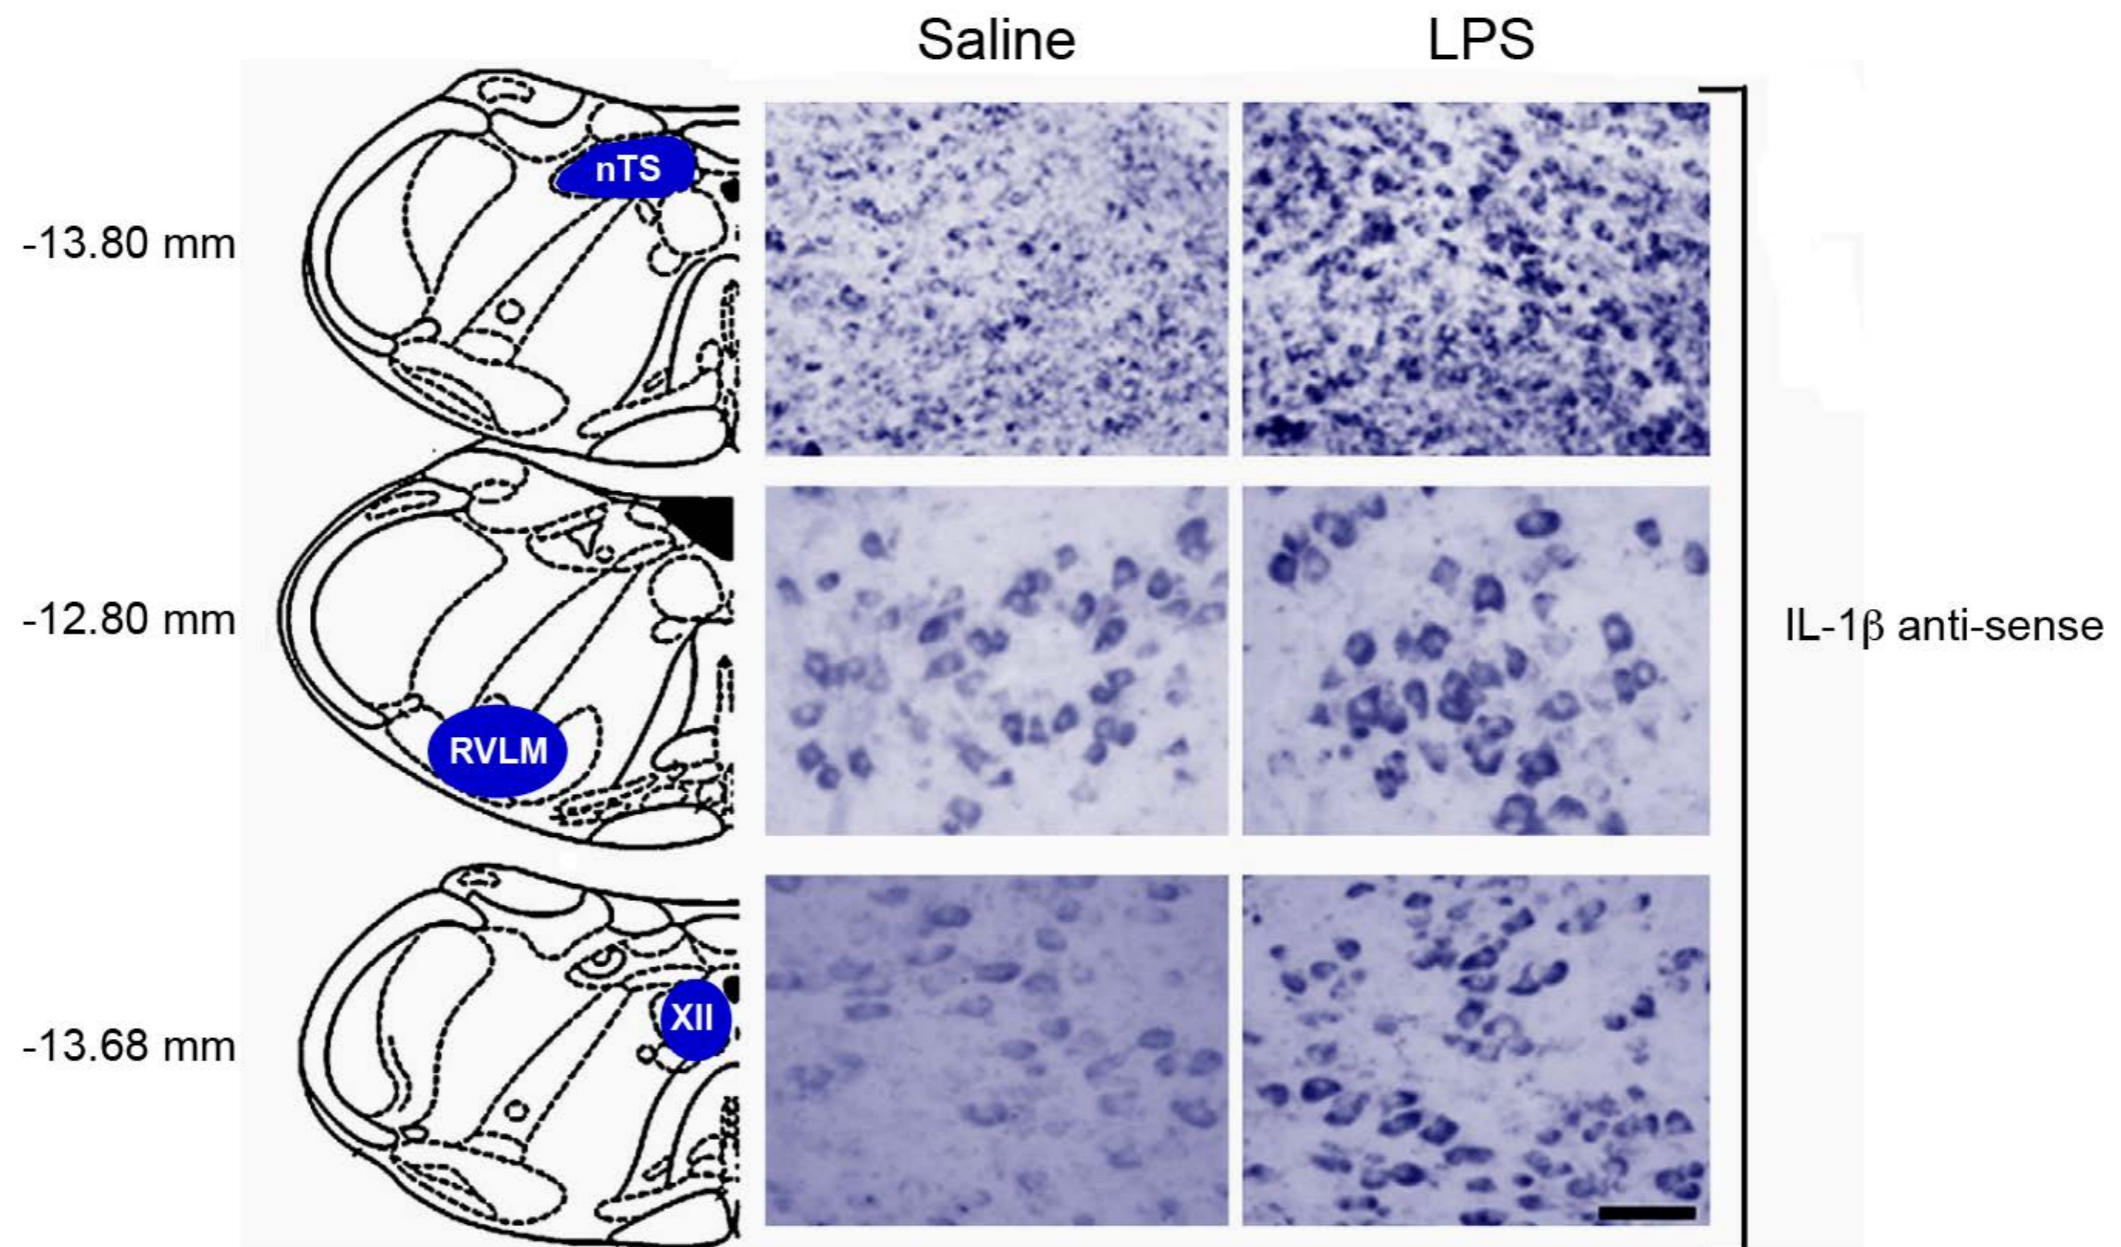 Saline
LPS
-13.80 mm
nTS
-12.80 mm
RVLM
IL-1β anti-sense
-13.68 mm
XII